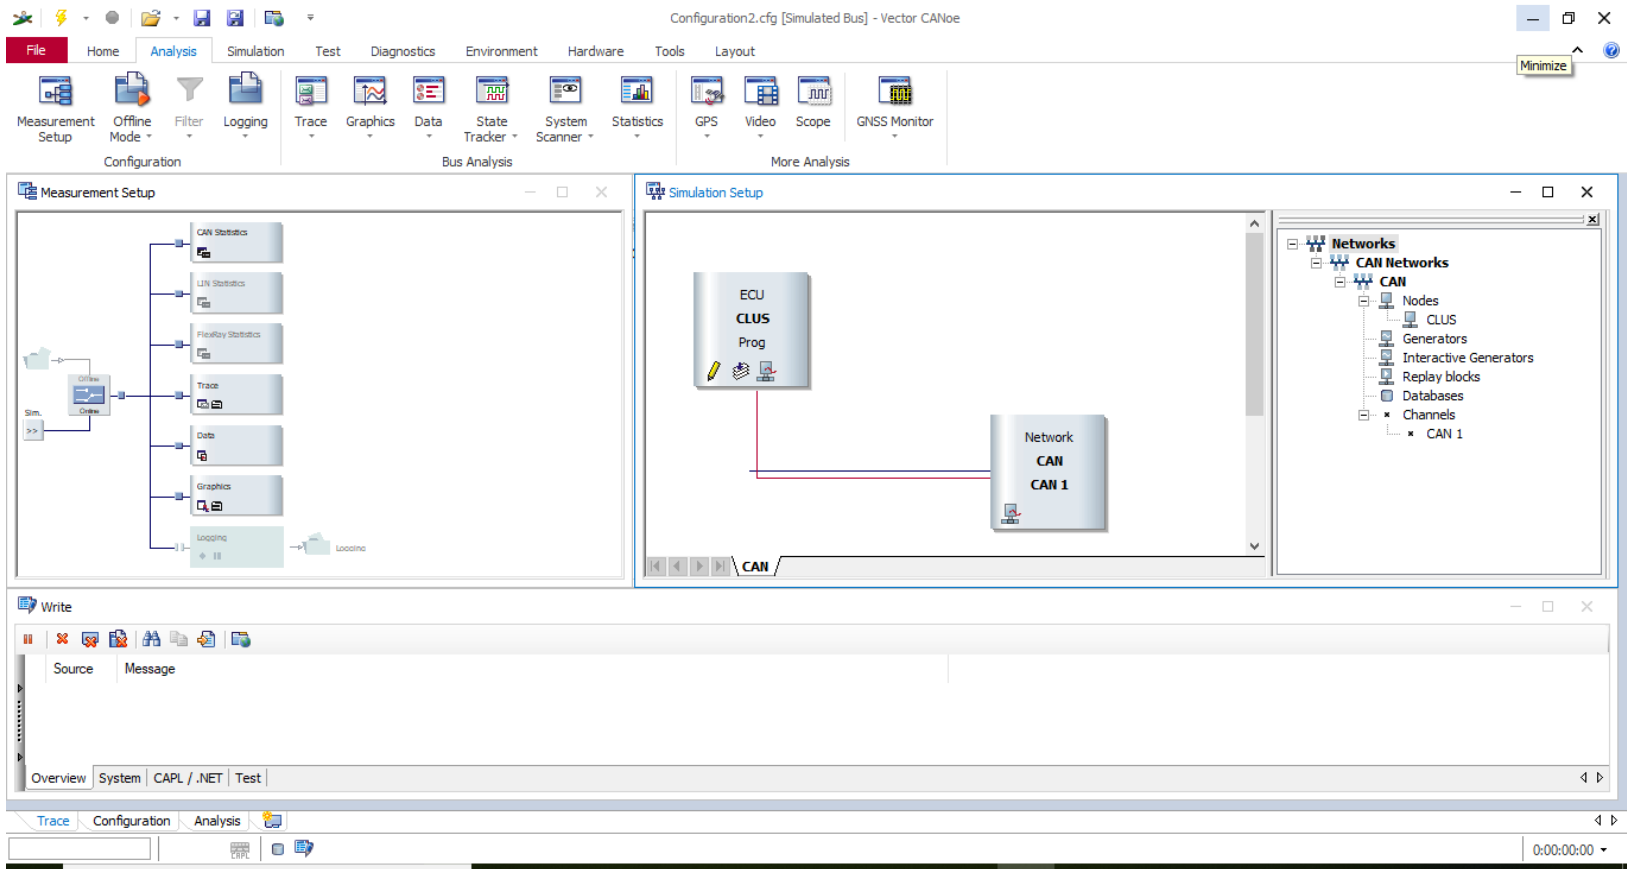 Configuration2.cfg [Simulated Bus] - Vector CANoe
File Home Analysis Simulation Test Diagnostics Environment Hardware Tools Layout
Minimize
Measurement Setup
Offline Mode
Filter
Logging
Trace
Graphics
Data
State Tracker
System Scanner
Statistics
GPS
Video
Scope
GNSS Monitor
Configuration
Bus Analysis
More Analysis
Measurement Setup
CAN Statistics
LIN Statistics
FlexRay Statistics
Offline
Online
Sim.
>>
Trace
Data
Graphics
Logging
Logging
Simulation Setup
ECU
CLUS
Prog
Network
CAN
CAN 1
CAN
Networks
CAN Networks
CAN
Nodes
CLUS
Generators
Interactive Generators
Replay blocks
Databases
Channels
CAN 1
Write
Source Message
Overview System CAPL / .NET Test
Trace Configuration Analysis
CAPL
0:00:00:00